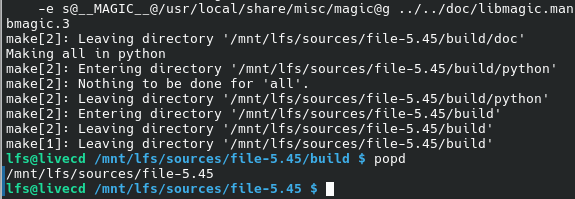 -e s@__MAGIC__@/usr/local/share/misc/magic@g ../../doc/libmagic.man
bmagic.3
make[2]: Leaving directory '/mnt/lfs/sources/file-5.45/build/doc'
Making all in python
make[2]: Entering directory '/mnt/lfs/sources/file-5.45/build/python'
make[2]: Nothing to be done for 'all'.
make[2]: Leaving directory '/mnt/lfs/sources/file-5.45/build/python'
make[2]: Entering directory '/mnt/lfs/sources/file-5.45/build'
make[2]: Leaving directory '/mnt/lfs/sources/file-5.45/build'
make[1]: Leaving directory '/mnt/lfs/sources/file-5.45/build'
lfs@livecd /mnt/lfs/sources/file-5.45/build $ popd
/mnt/lfs/sources/file-5.45
lfs@livecd /mnt/lfs/sources/file-5.45 $